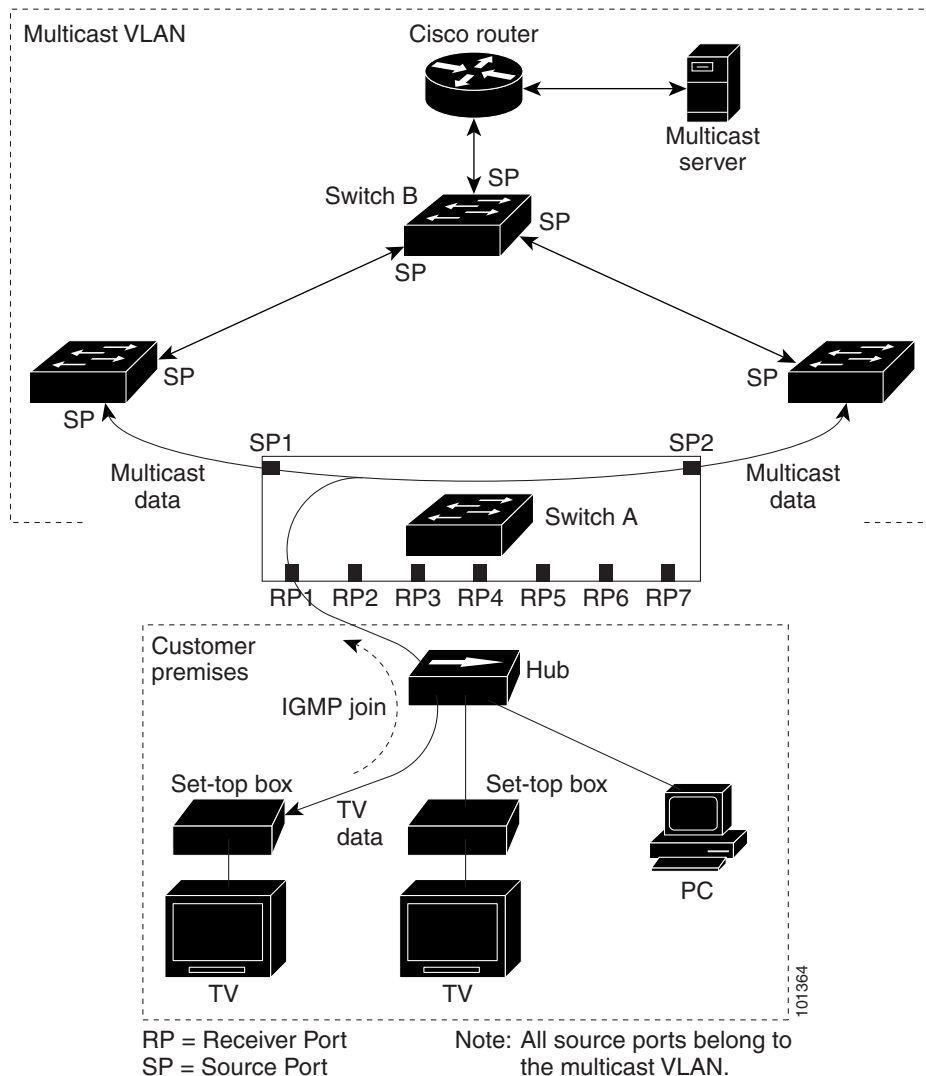 Multicast VLAN
Cisco router
Multicast
server
SP
Switch B
SP
SP
SP
SP
SP
SP1
SP2
Multicast
data
Multicast
data
Switch A
RP1 RP2 RP3 RP4 RP5 RP6 RP7
Customer
premises
Hub
IGMP join
Set-top box
Set-top box
TV
data
PC
TV
TV
101364
RP = Receiver Port
SP = Source Port
Note: All source ports belong to
the multicast VLAN.